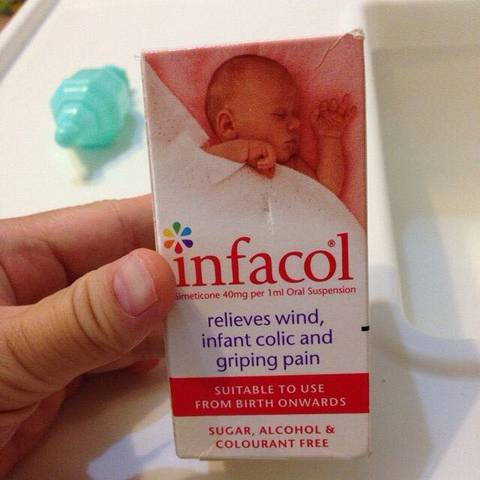 infacol®
Simeticone 40mg per 1ml Oral Suspension
relieves wind,
infant colic and
griping pain
SUITABLE TO USE
FROM BIRTH ONWARDS
SUGAR, ALCOHOL &
COLOURANT FREE